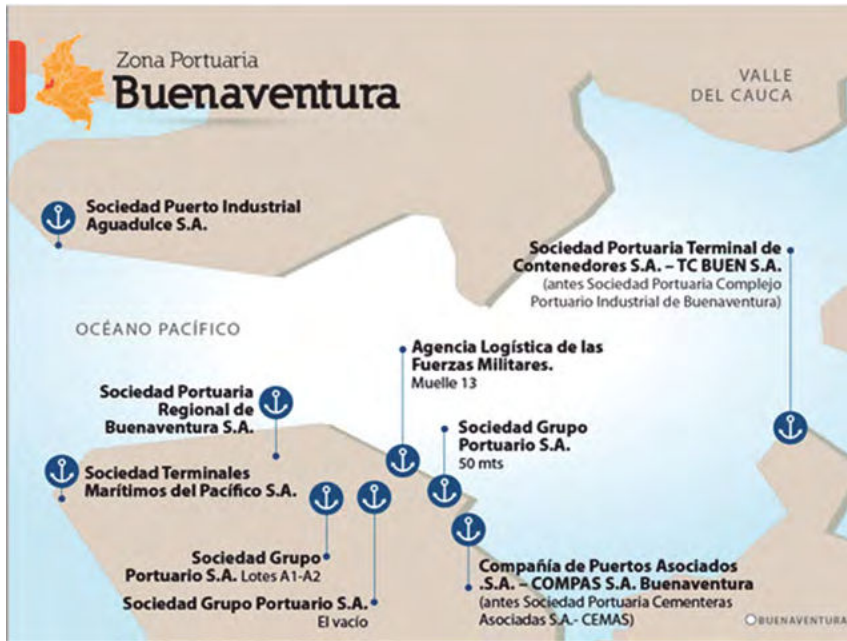 Zona Portuaria
Buenaventura
VALLE
DEL CAUCA
Sociedad Puerto Industrial
Aguadulce S.A.
Sociedad Portuaria Terminal de
Contenedores S.A. – TC BUEN S.A.
(antes Sociedad Portuaria Complejo
Portuario Industrial de Buenaventura)
OCÉANO PACÍFICO
Agencia Logística de las
Fuerzas Militares.
Muelle 13
Sociedad Portuaria
Regional de
Buenaventura S.A.
Sociedad Grupo
Portuario S.A.
50 mts
Sociedad Terminales
Marítimos del Pacífico S.A.
Sociedad Grupo
Portuario S.A. Lotes A1-A2
Sociedad Grupo Portuario S.A.
El vacío
Compañía de Puertos Asociados
.S.A. – COMPAS S.A. Buenaventura
(antes Sociedad Portuaria Cementeras
Asociadas S.A.- CEMAS)
BUENAVENTURA